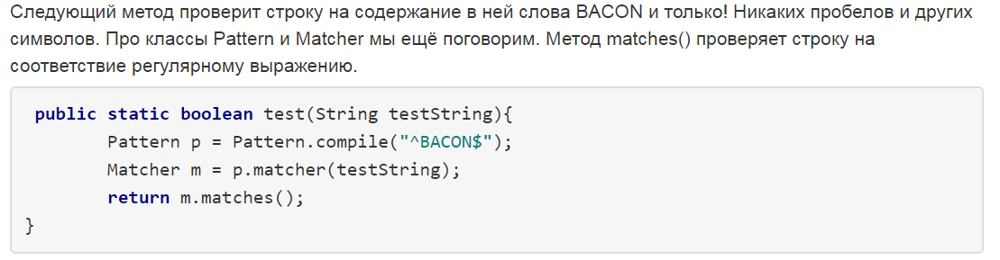 Следующий метод проверит строку на содержание в ней слова BACON и только! Никаких пробелов и других
символов. Про классы Pattern и Matcher мы ещё поговорим. Метод matches() проверяет строку на
соответствие регулярному выражению.
public static boolean test(String testString){
Pattern p = Pattern.compile("^BACON$");
Matcher m = p.matcher(testString);
return m.matches();
}